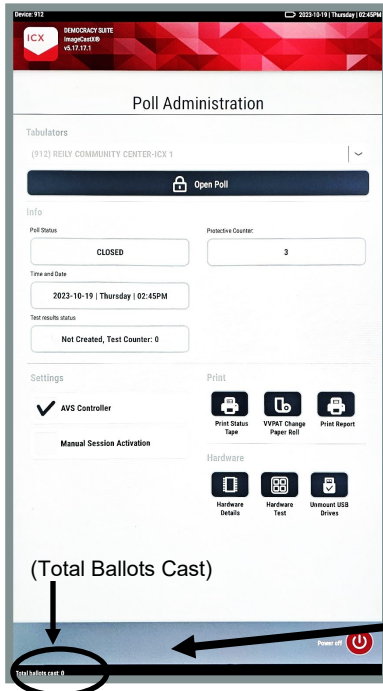 Device: 912
2023-10-19 | Thursday | 02:45PM
ICX
DEMOCRACY SUITE
ImageCastX®
v5.17.17.1
Poll Administration
Tabulators
(912) REILY COMMUNITY CENTER-ICX 1
Open Poll
Info
Poll Status
Protective Counter:
CLOSED
3
Time and Date
2023-10-19 | Thursday | 02:45PM
Test results status
Not Created, Test Counter: 0
Settings
Print
AVS Controller
Manual Session Activation
Print Status
Tape
VVPAT Change
Paper Roll
Print Report
Hardware
Hardware
Details
Hardware
Test
Unmount USB
Drives
(Total Ballots Cast)
Power off
Total ballots cast: 0